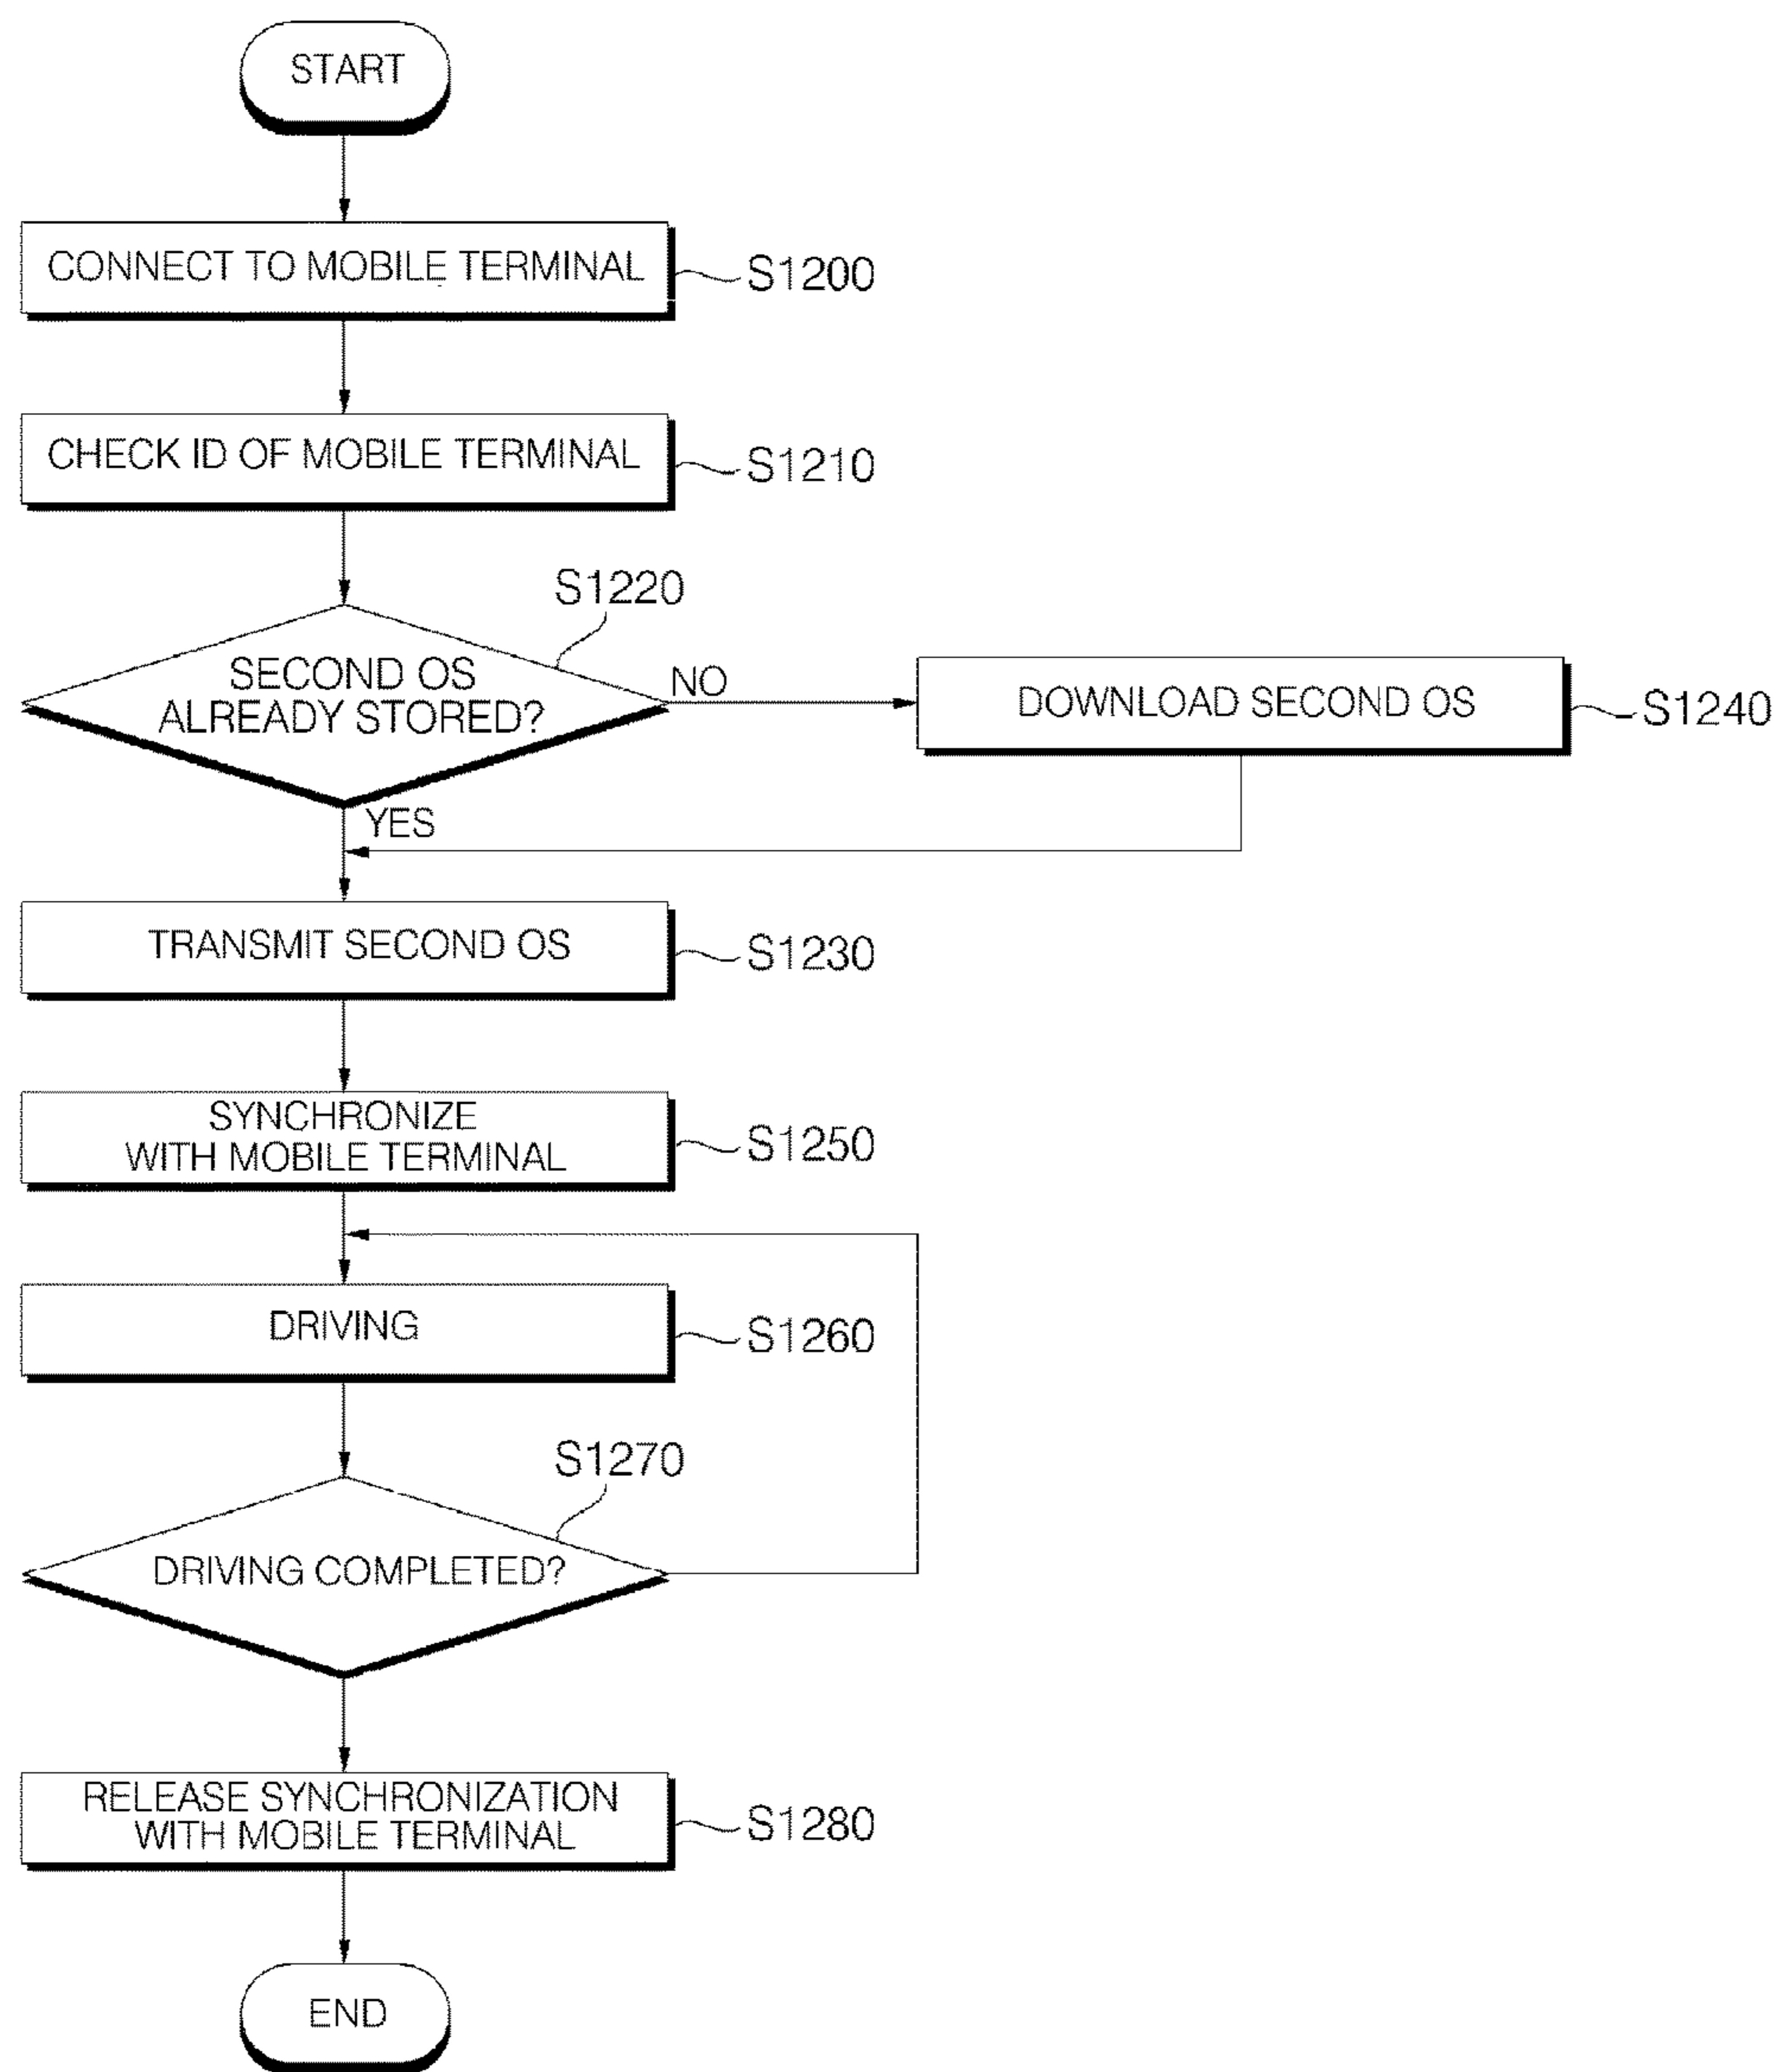 START
CONNECT TO MOBILE TERMINAL
S1200
CHECK ID OF MOBILE TERMINAL
S1210
S1220
SECOND OS
ALREADY STORED?
NO
DOWNLOAD SECOND OS
S1240
YES
TRANSMIT SECOND OS
S1230
SYNCHRONIZE
WITH MOBILE TERMINAL
S1250
DRIVING
S1260
S1270
DRIVING COMPLETED?
RELEASE SYNCHRONIZATION
WITH MOBILE TERMINAL
S1280
END